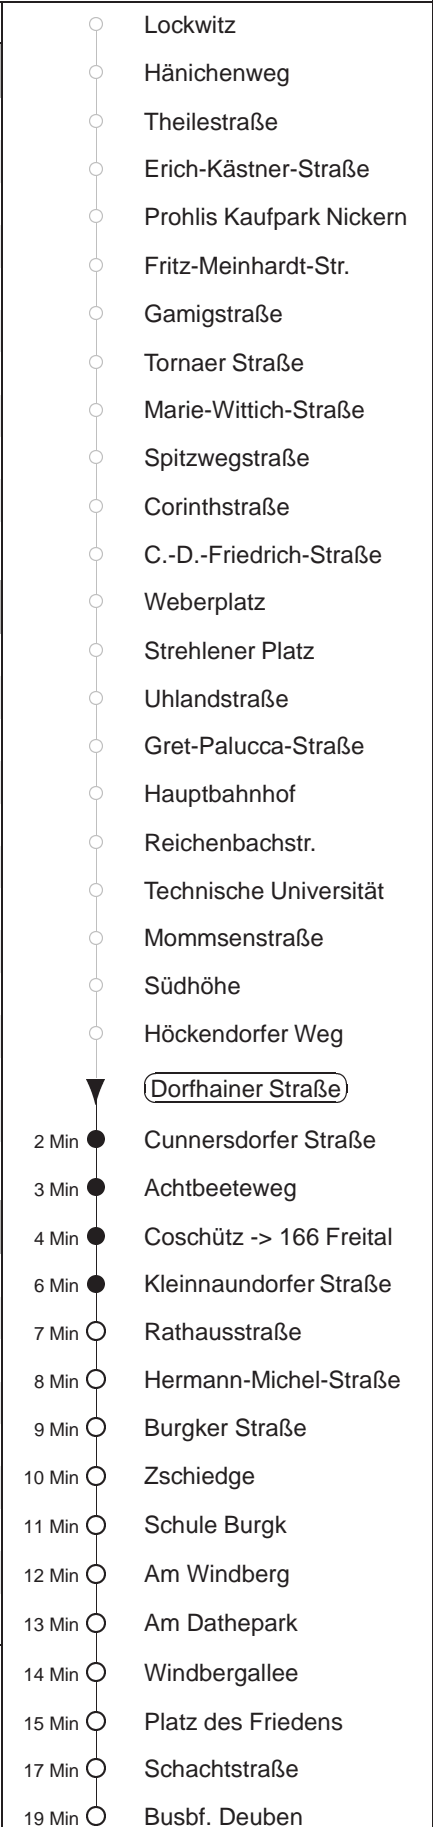 Lockwitz
Hänichenweg
Theilestraße
Erich-Kästner-Straße
Prohlis Kaufpark Nickern
Fritz-Meinhardt-Str.
Gamigstraße
Tornaer Straße
Marie-Wittich-Straße
Spitzwegstraße
Corinthstraße
C.-D.-Friedrich-Straße
Weberplatz
Strehlener Platz
Uhlandstraße
Gret-Palucca-Straße
Hauptbahnhof
Reichenbachstr.
Technische Universität
Mommsenstraße
Südhöhe
Höckendorfer Weg
Dorfhainer Straße
2 Min Cunnersdorfer Straße
3 Min Achtbeeteweg
4 Min Coschütz -> 166 Freital
6 Min Kleinnaundorfer Straße
7 Min Rathausstraße
8 Min Hermann-Michel-Straße
9 Min Burgker Straße
10 Min Zschiedge
11 Min Schule Burgk
12 Min Am Windberg
13 Min Am Dathepark
14 Min Windbergallee
15 Min Platz des Friedens
17 Min Schachtstraße
19 Min Busbf. Deuben